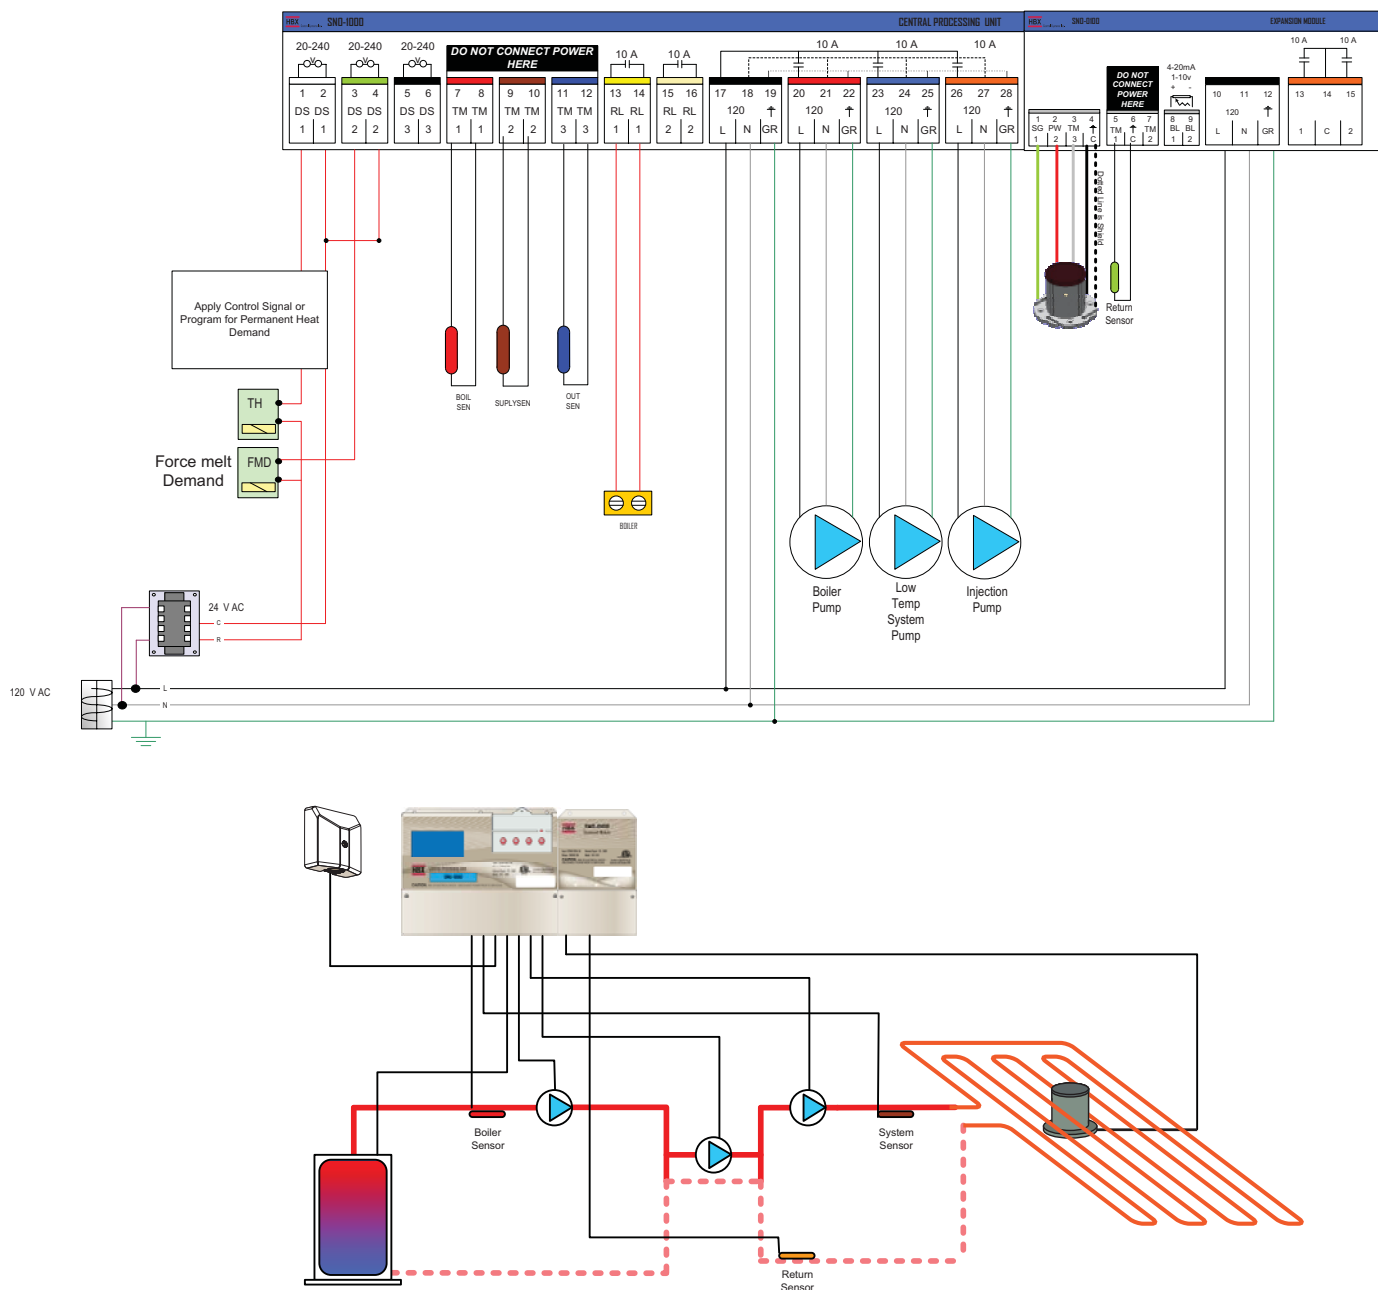 HBX SNO-1000 CENTRAL PROCESSING UNIT
HBX SNO-0100 EXPANSION MODULE
20-240 20-240 20-240
V V V
DO NOT CONNECT POWER
HERE
10 A 10 A 10 A 10 A 10 A
1 2 3 4 5 6 7 8 9 10 11 12 13 14 15 16 17 18 19 20 21 22 23 24 25 26 27 28
DS DS DS DS DS DS TM TM TM TM TM TM RL RL RL RL 120 120 120 120
1 1 2 2 3 3 1 1 2 2 3 3 1 1 2 2 L N GR L N GR L N GR L N GR
DO NOT
CONNECT
POWER
HERE
4-20mA
1-10v
+ -
10 A 10 A
1 2 3 4 5 6 7 8 9 10 11 12 13 14 15
SG PW TM TM TM BL BL 120
1 2 3 C 1 C 2 1 2 L N GR 1 C 2
Dotted Line is Shield
Return
Sensor
Apply Control Signal or
Program for Permanent Heat
Demand
TH
Force melt
Demand
FMD
BOIL
SEN
SUPLYSEN
OUT
SEN
BOILER
Boiler
Pump
Low
Temp
System
Pump
Injection
Pump
24 V AC
C
R
120 V AC
L
N
HBX
HBX
Boiler
Sensor
System
Sensor
Return
Sensor